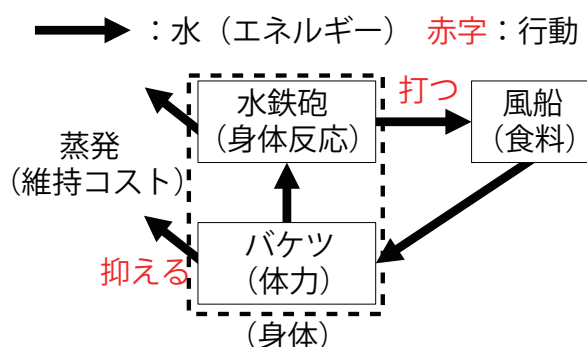 ：水（エネルギー） 赤字：行動
水鉄砲
（身体反応）
打つ
風船
（食料）
蒸発
（維持コスト）
抑える
バケツ
（体力）
（身体）